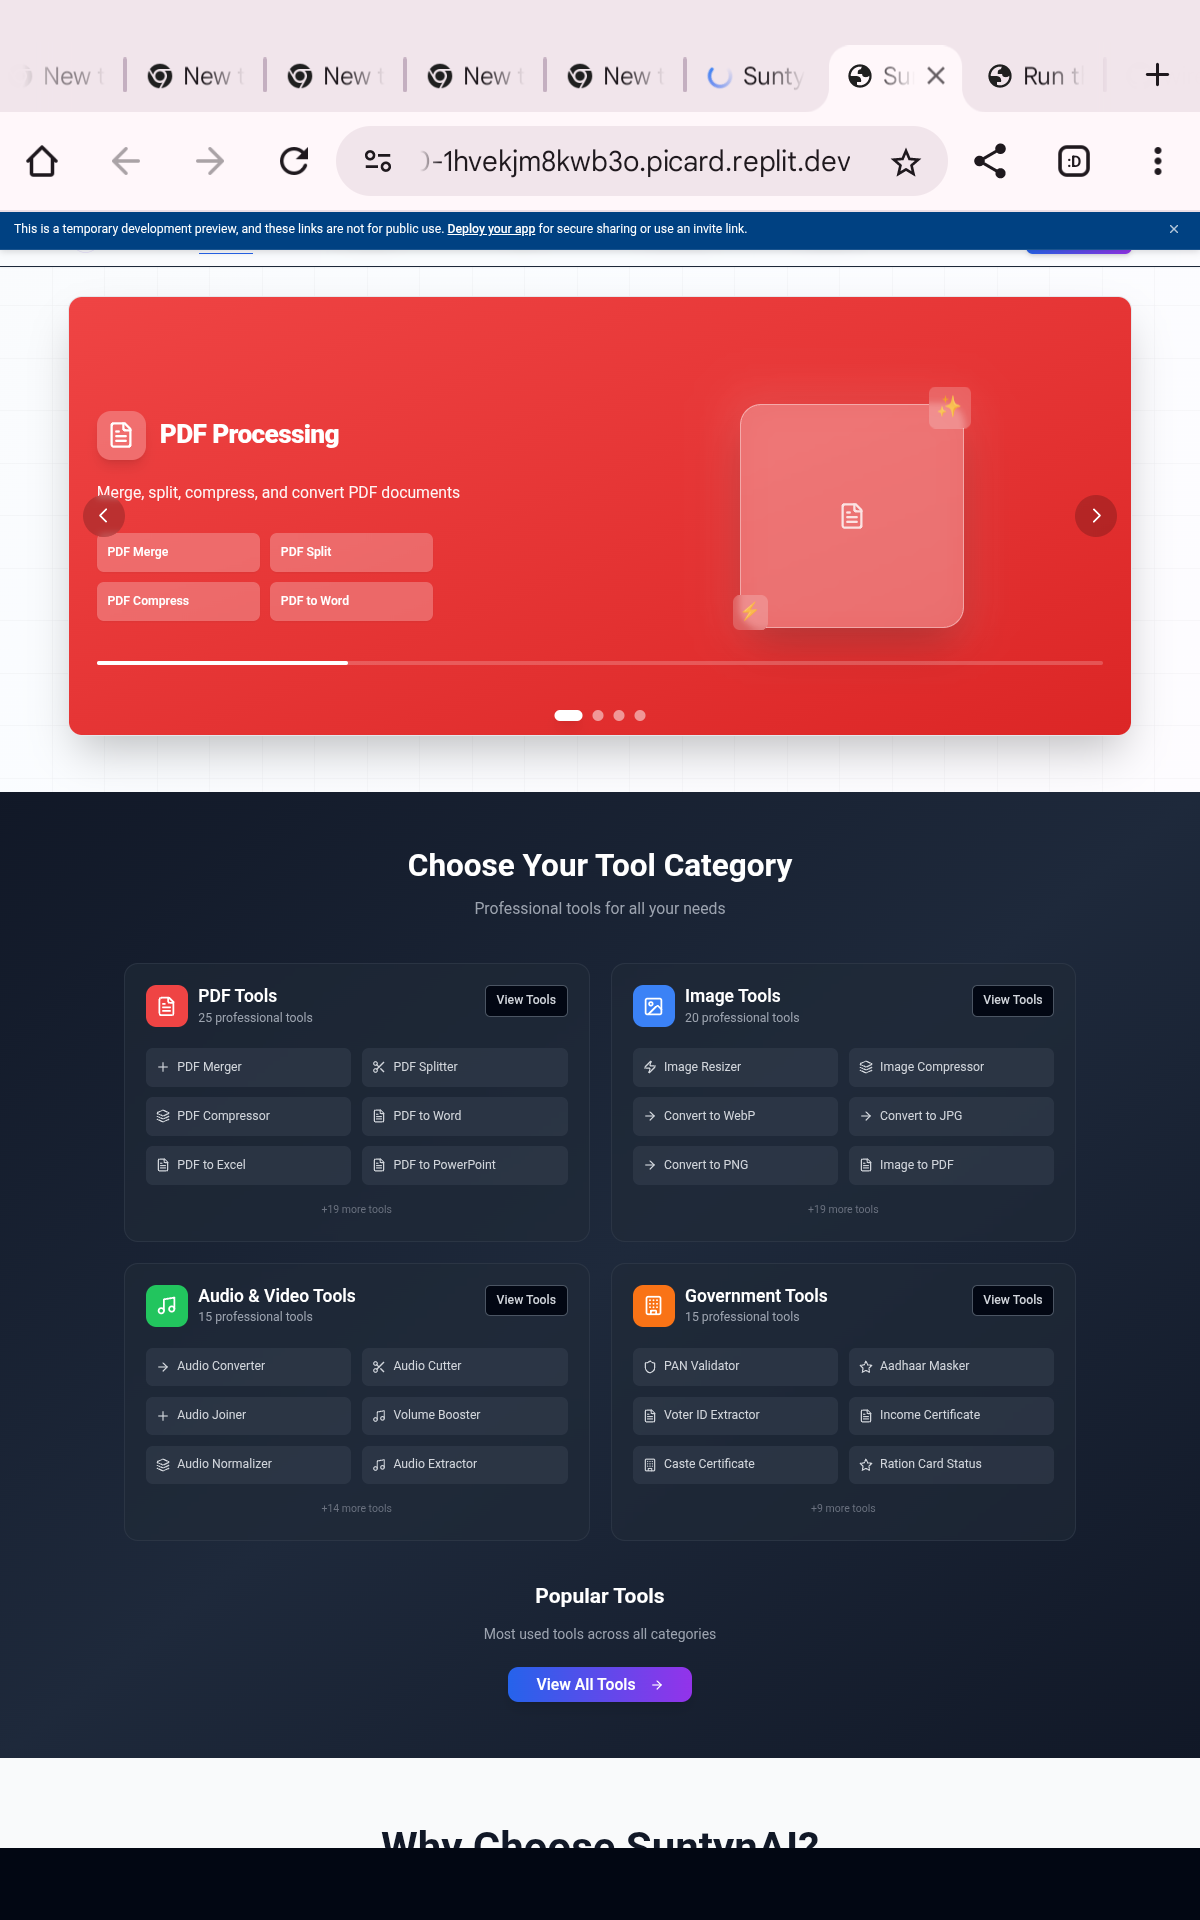 New
New
New
New
New
Sunty
Su
Run
-1hvekjm8kwb3o.picard.replit.dev
:D
This is a temporary development preview, and these links are not for public use. Deploy your app for secure sharing or use an invite link.
PDF Processing
Merge, split, compress, and convert PDF documents
PDF Merge
PDF Split
PDF Compress
PDF to Word
Choose Your Tool Category
Professional tools for all your needs
PDF Tools
View Tools
25 professional tools
PDF Merger
PDF Splitter
PDF Compressor
PDF to Word
PDF to Excel
PDF to PowerPoint
+19 more tools
Image Tools
View Tools
20 professional tools
Image Resizer
Image Compressor
Convert to WebP
Convert to JPG
Convert to PNG
Image to PDF
+19 more tools
Audio & Video Tools
View Tools
15 professional tools
Audio Converter
Audio Cutter
Audio Joiner
Volume Booster
Audio Normalizer
Audio Extractor
+14 more tools
Government Tools
View Tools
15 professional tools
PAN Validator
Aadhaar Masker
Voter ID Extractor
Income Certificate
Caste Certificate
Ration Card Status
+9 more tools
Popular Tools
Most used tools across all categories
View All Tools
Why Choose SuntynAI?